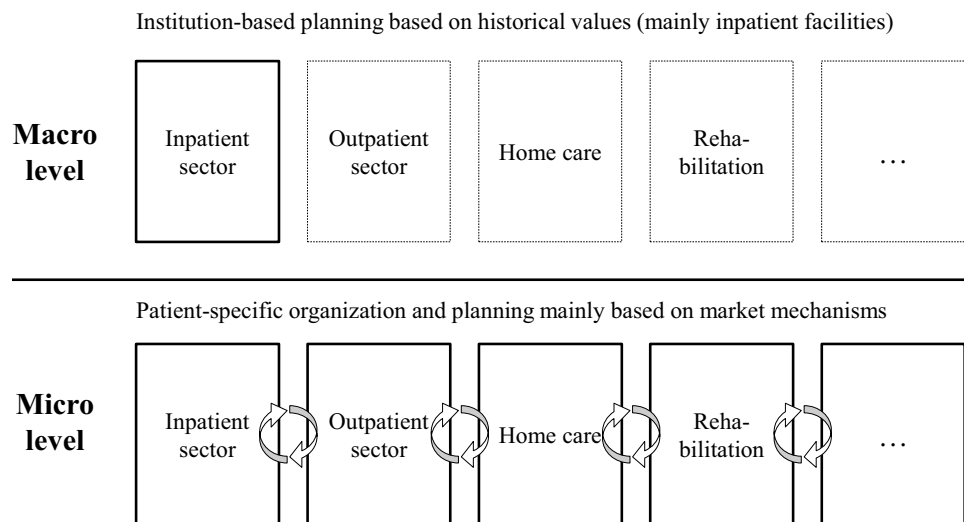 Institution-based planning based on historical values (mainly inpatient facilities)
Macro
level
Inpatient
sector
Outpatient
sector
Home care
Reha-
bilitation
...
Patient-specific organization and planning mainly based on market mechanisms
Micro
level
Inpatient
sector
Outpatient
sector
Home care
Reha-
bilitation
...